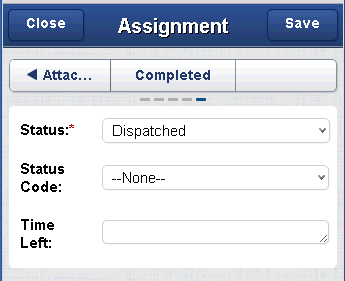 Close Assignment Save
◀ Attac... Completed
Status:* Dispatched
Status
Code: --None--
Time
Left: